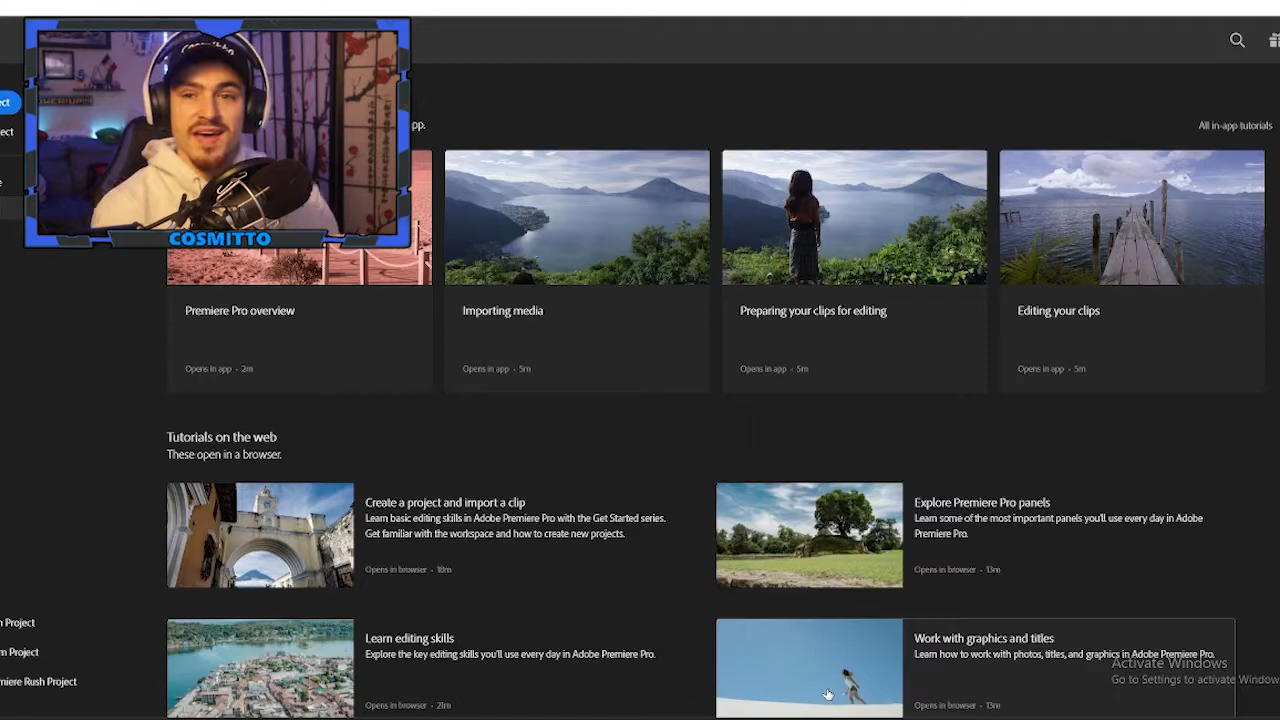 ect
ject
e
pp.
All in-app tutorials
COSMITTO
Premiere Pro overview
Opens in app • 2m
Importing media
Opens in app • 5m
Preparing your clips for editing
Opens in app • 5m
Editing your clips
Opens in app • 5m
Tutorials on the web
These open in a browser.
Create a project and import a clip
Learn basic editing skills in Adobe Premiere Pro with the Get Started series.
Get familiar with the workspace and how to create new projects.
Opens in browser • 18m
Explore Premiere Pro panels
Learn some of the most important panels you'll use every day in Adobe
Premiere Pro.
Opens in browser • 13m
Learn editing skills
Explore the key editing skills you'll use every day in Adobe Premiere Pro.
Opens in browser • 21m
Work with graphics and titles
Learn how to work with photos, titles, and graphics in Adobe Premiere Pro.
Opens in browser • 13m
Activate Windows
Go to Settings to activate Window
n Project
m Project
miere Rush Project